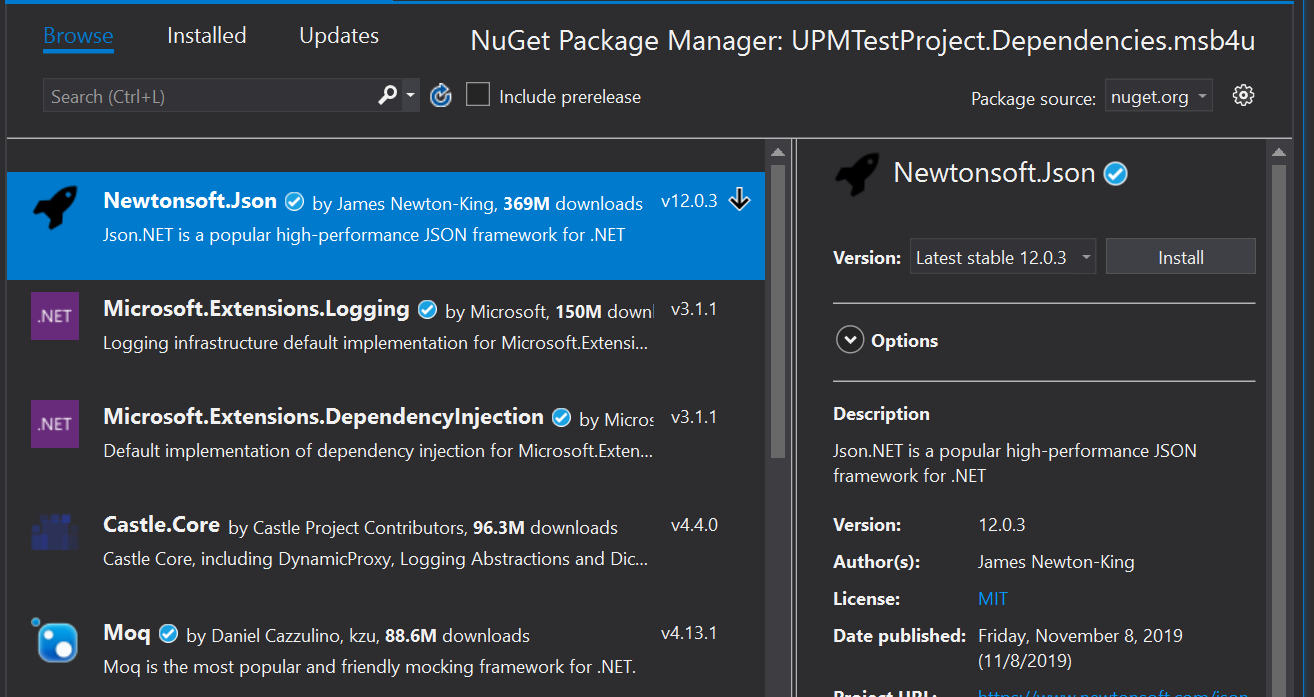 Browse Installed Updates NuGet Package Manager: UPMTestProject.Dependencies.msb4u
Search (Ctrl+L) Include prerelease Package source: nuget.org
Newtonsoft.Json by James Newton-King, 369M downloads v12.0.3
Json.NET is a popular high-performance JSON framework for .NET
.NET Microsoft.Extensions.Logging by Microsoft, 150M downl v3.1.1
Logging infrastructure default implementation for Microsoft.Extensi...
.NET Microsoft.Extensions.DependencyInjection by Micros v3.1.1
Default implementation of dependency injection for Microsoft.Exten...
Castle.Core by Castle Project Contributors, 96.3M downloads v4.4.0
Castle Core, including DynamicProxy, Logging Abstractions and Dic...
Moq by Daniel Cazzulino, kzu, 88.6M downloads v4.13.1
Moq is the most popular and friendly mocking framework for .NET.
Newtonsoft.Json
Version: Latest stable 12.0.3 Install
Options
Description
Json.NET is a popular high-performance JSON
framework for .NET
Version: 12.0.3
Author(s): James Newton-King
License: MIT
Date published: Friday, November 8, 2019
(11/8/2019)
Project URL: https://www.newtonsoft.com/json